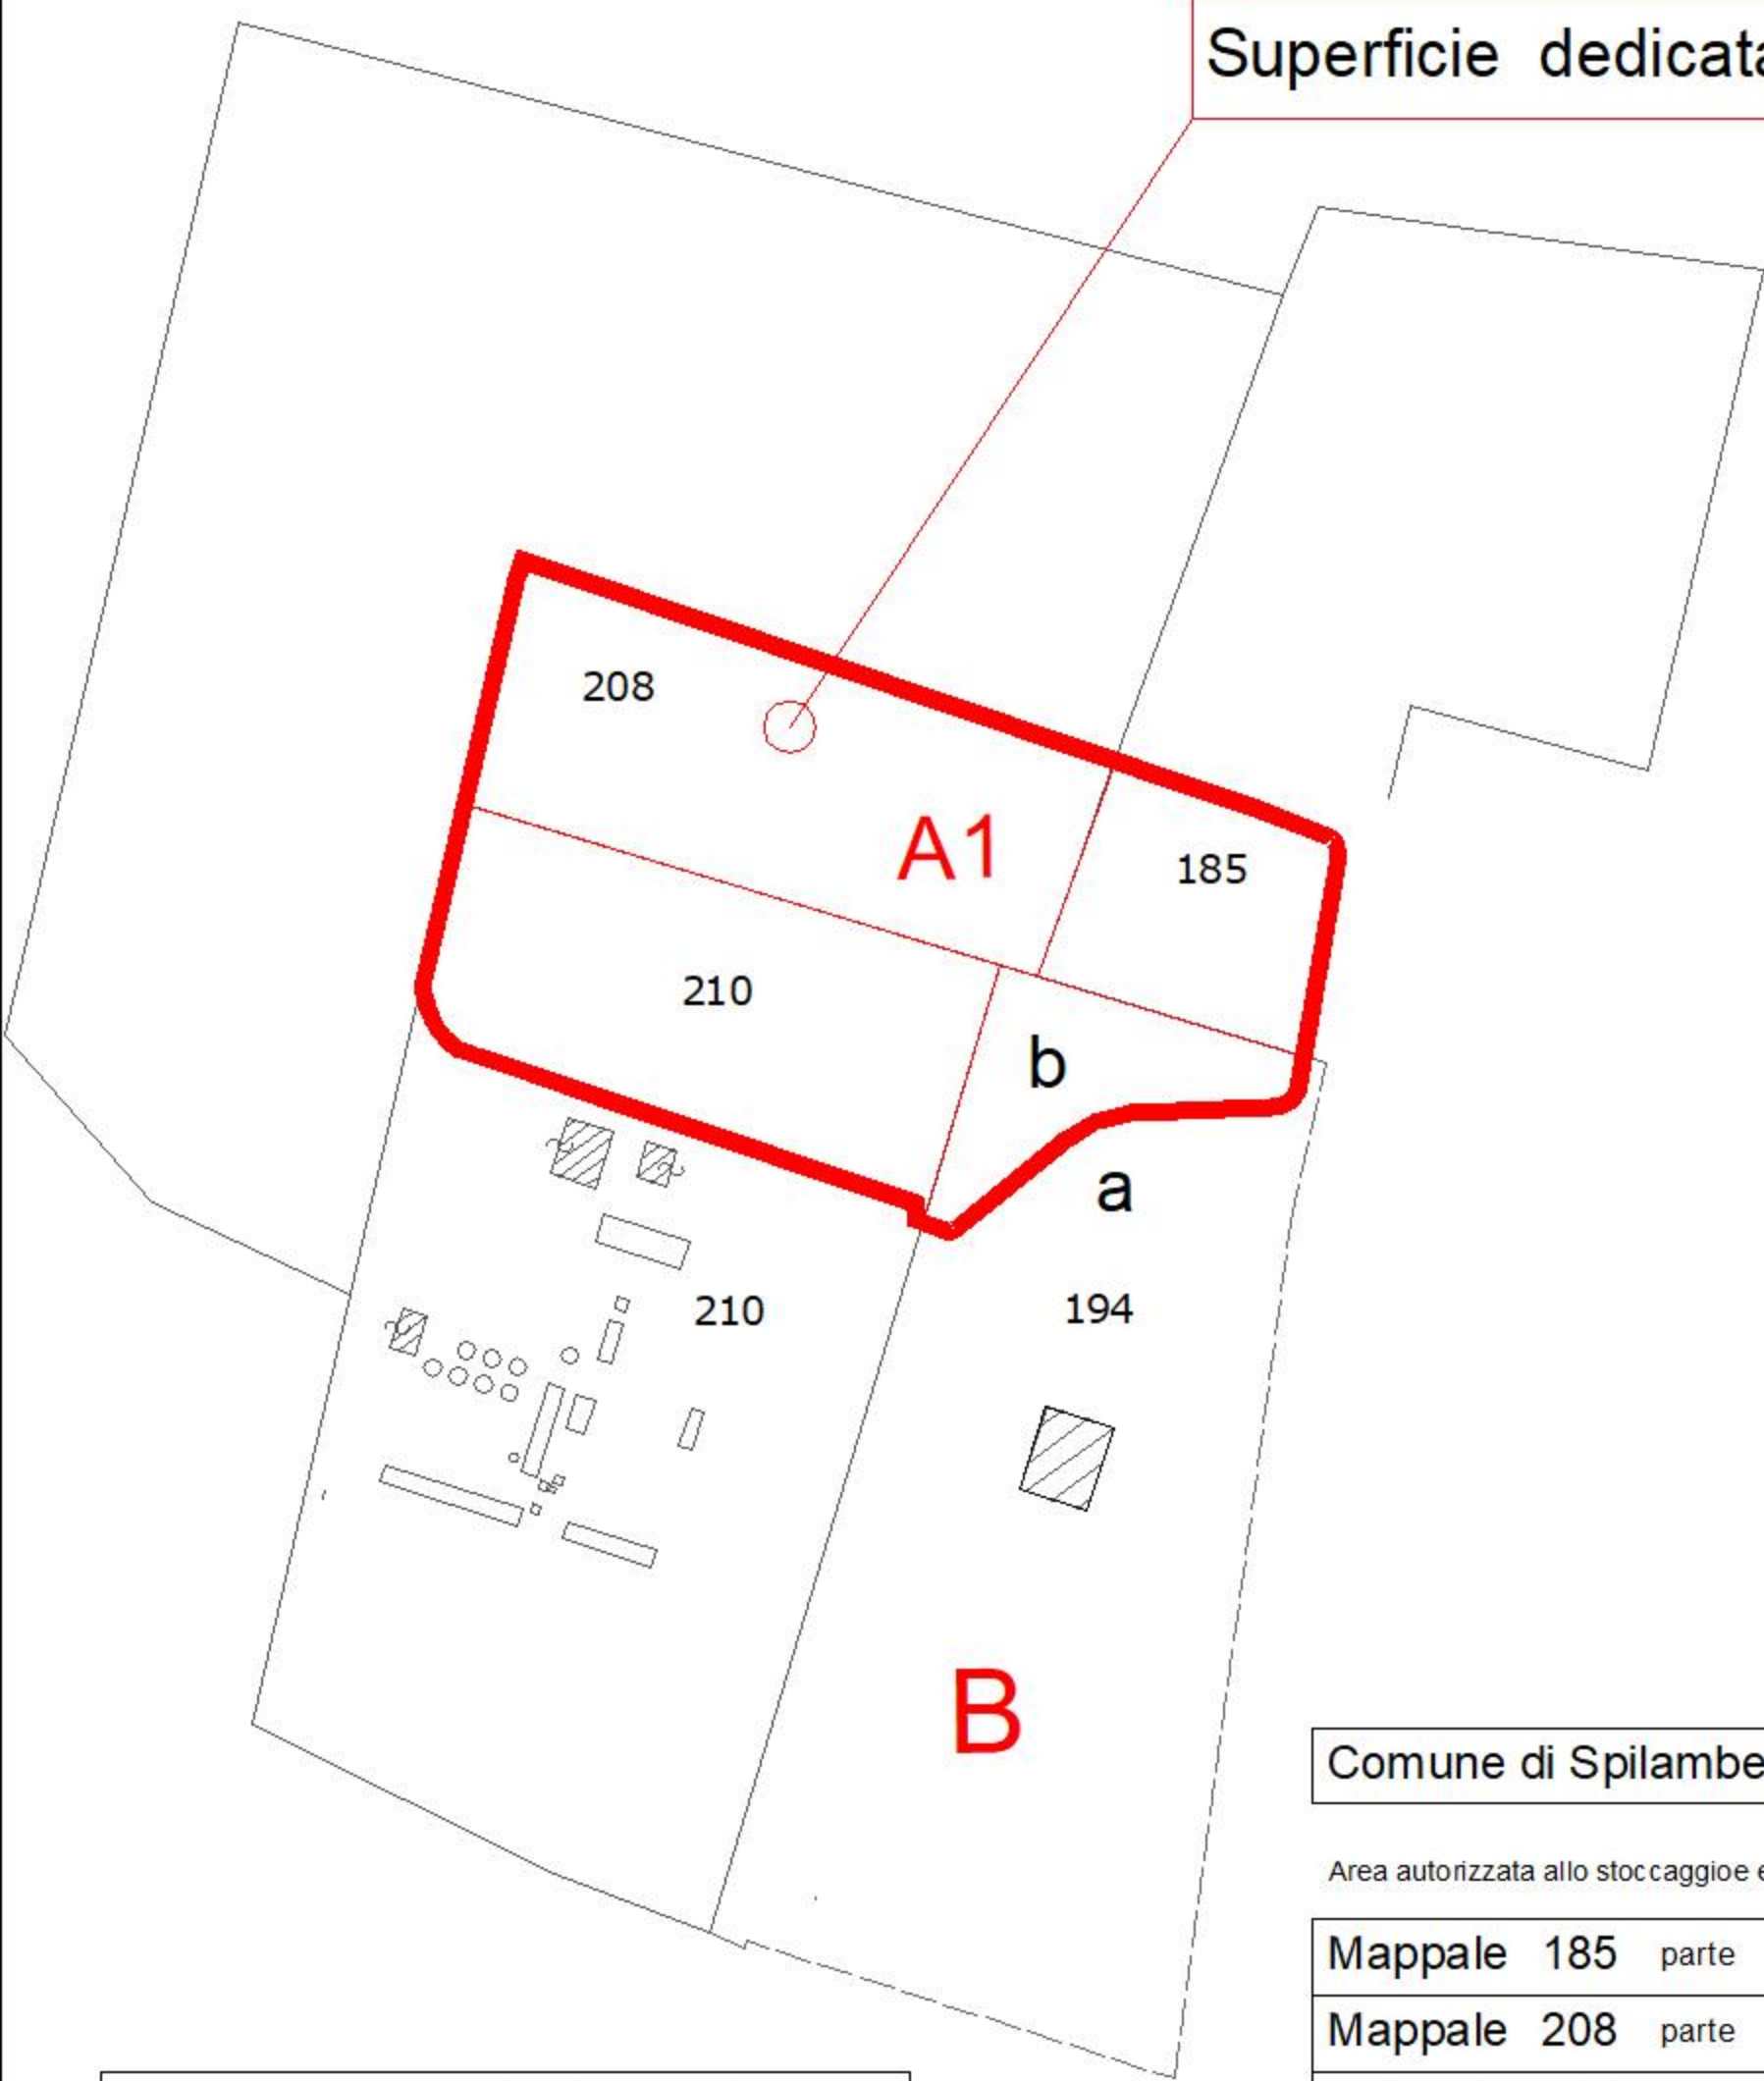 Superficie dedicata
208
A1
185
210
b
a
210
194
B
Comune di Spilambe
Area autorizzata allo stoccaggioe e
Mappale 185 parte
Mappale 208 parte